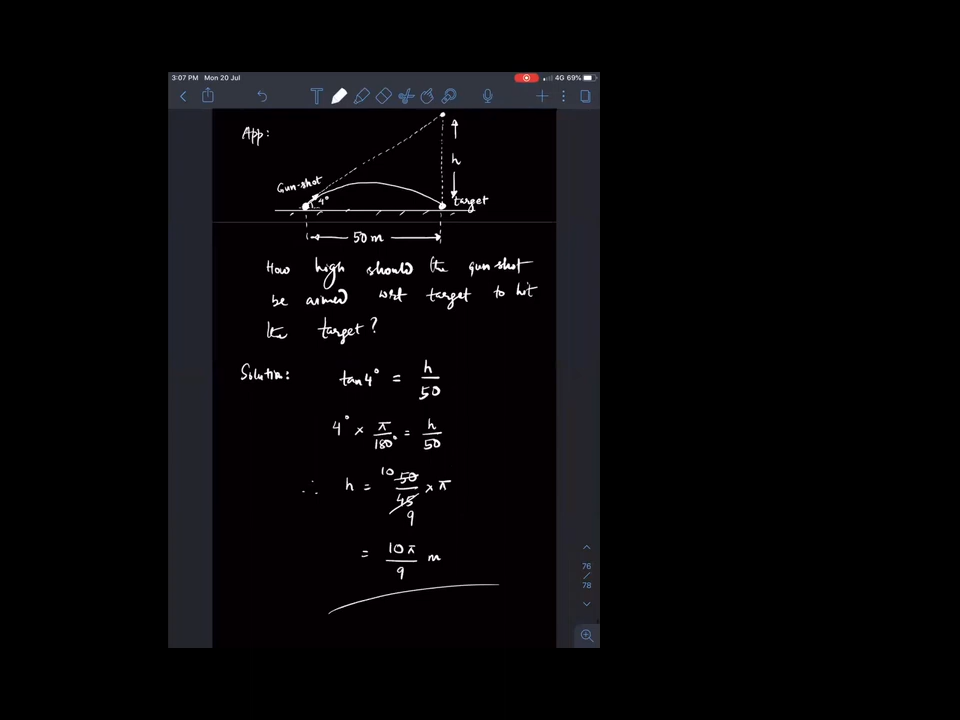 3:07 PM Mon 20 Jul
4G 69%
T
App:
h
Gun-shot
4°
target
50 m
How high should the gun shot
be aimed wrt target to hit
the target?
Solution:
tan 4° = h/50
4° × π/180° = h/50
∴ h = 10 50/45 9 × π
= 10π/9 m
76
/
78